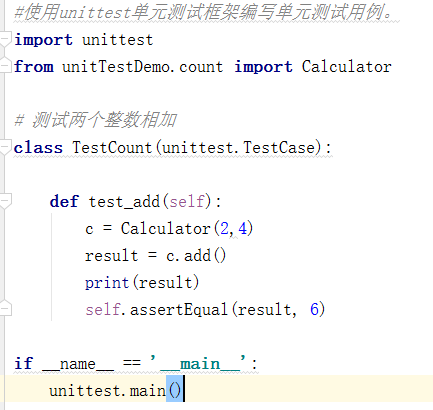 #使用unittest单元测试框架编写单元测试用例。
import unittest
from unitTestDemo.count import Calculator
# 测试两个整数相加
class TestCount(unittest.TestCase):
def test_add(self):
c = Calculator(2,4)
result = c.add()
print(result)
self.assertEqual(result, 6)
if __name__ == '__main__':
unittest.main()